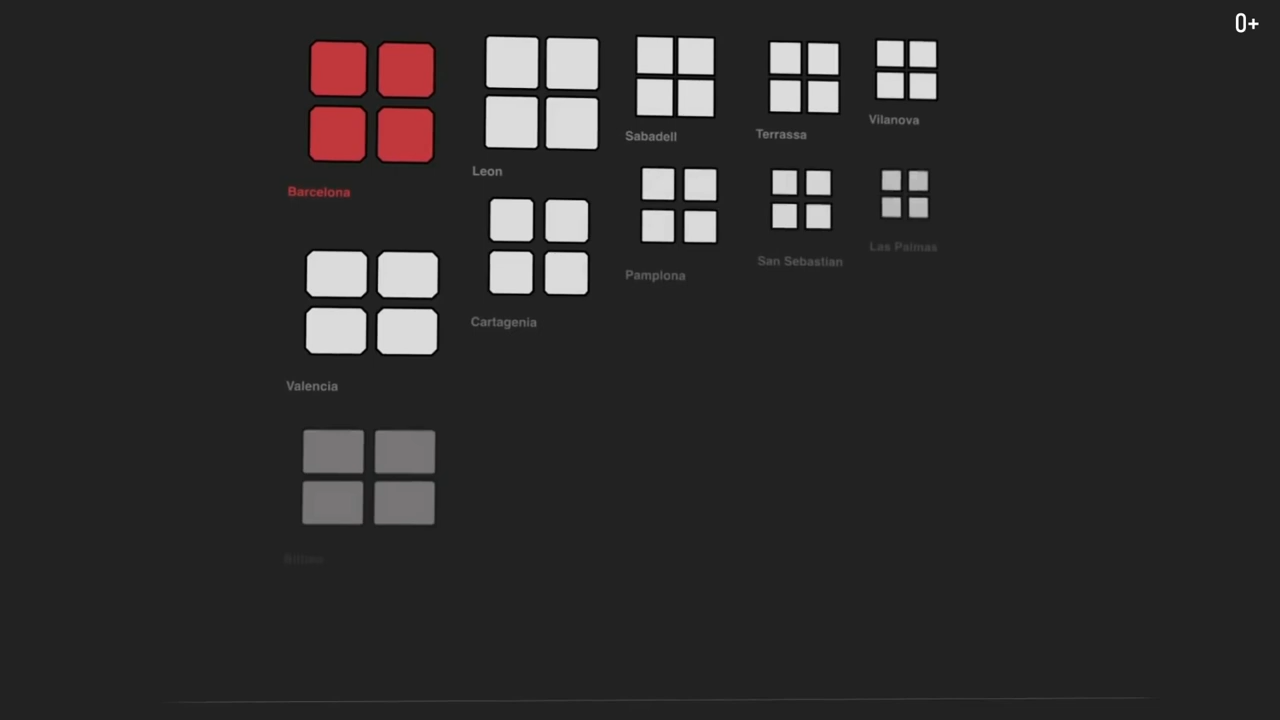 0+
Barcelona
Leon
Sabadell
Terrassa
Vilanova
Cartagenia
Pamplona
San Sebastian
Las Palmas
Valencia